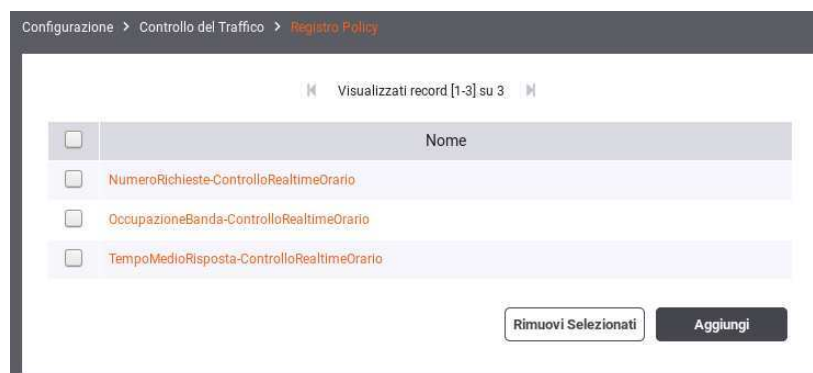 Configurazione > Controllo del Traffico > Registro Policy
Visualizzati record [1-3] su 3
Nome
NumeroRichieste-ControlloRealtimeOrario
OccupazioneBanda-ControlloRealtimeOrario
TempoMedioRisposta-ControlloRealtimeOrario
Rimuovi Selezionati Aggiungi